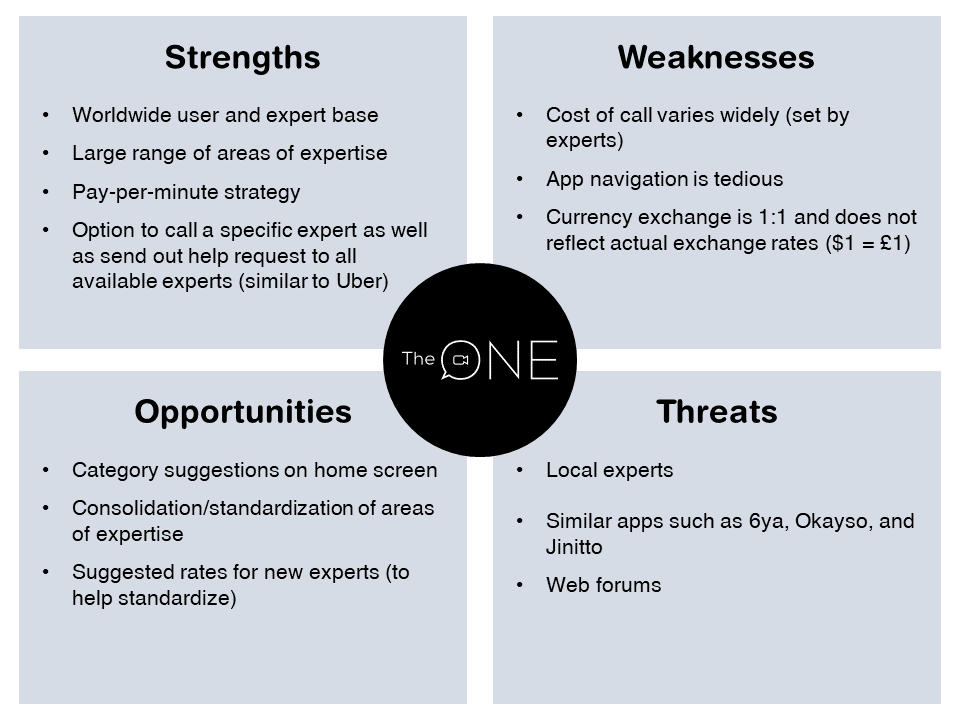 Strengths
• Worldwide user and expert base
• Large range of areas of expertise
• Pay-per-minute strategy
• Option to call a specific expert as well
as send out help request to all
available experts (similar to Uber)
Weaknesses
• Cost of call varies widely (set by
experts)
• App navigation is tedious
• Currency exchange is 1:1 and does not
reflect actual exchange rates ($1 = £1)
The ONE
Opportunities
• Category suggestions on home screen
• Consolidation/standardization of areas
of expertise
• Suggested rates for new experts (to
help standardize)
Threats
• Local experts
• Similar apps such as 6ya, Okayso, and
Jinitto
• Web forums